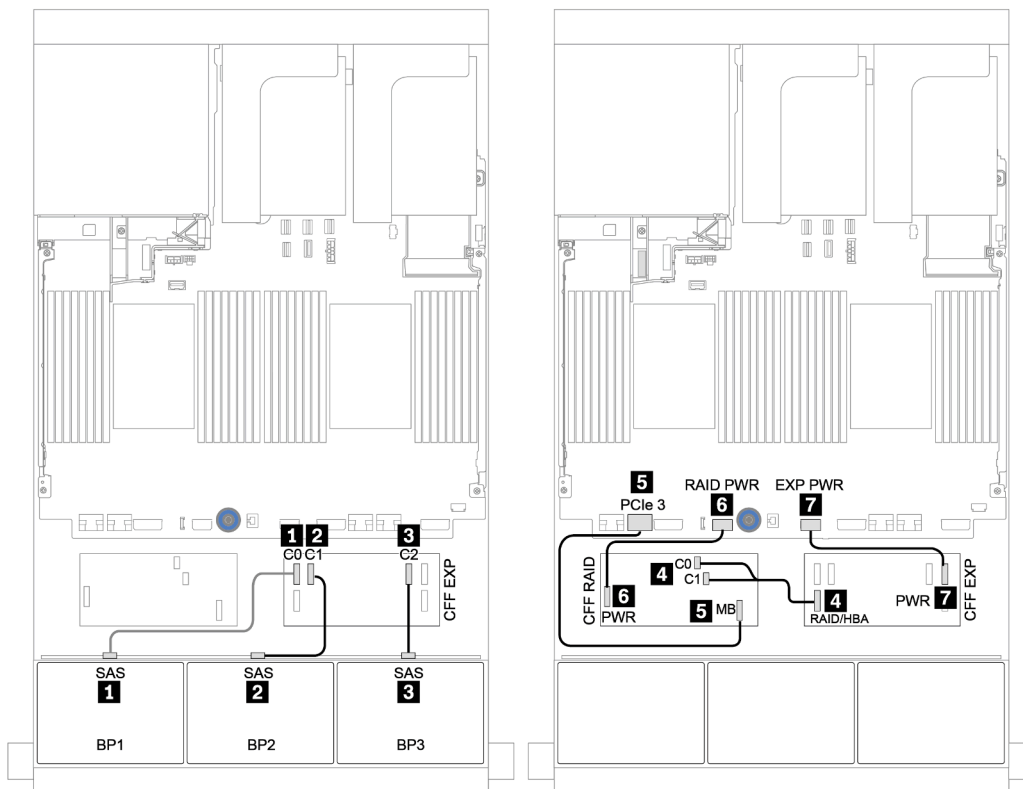 1 2 3
C0 C1 C2
CFF EXP
SAS SAS SAS
1 2 3
BP1 BP2 BP3
5 RAID PWR EXP PWR
PCIe 3 6 7
CFF RAID
C0
4 C1
6
PWR
5 MB
4
RAID/HBA
PWR 7
CFF EXP